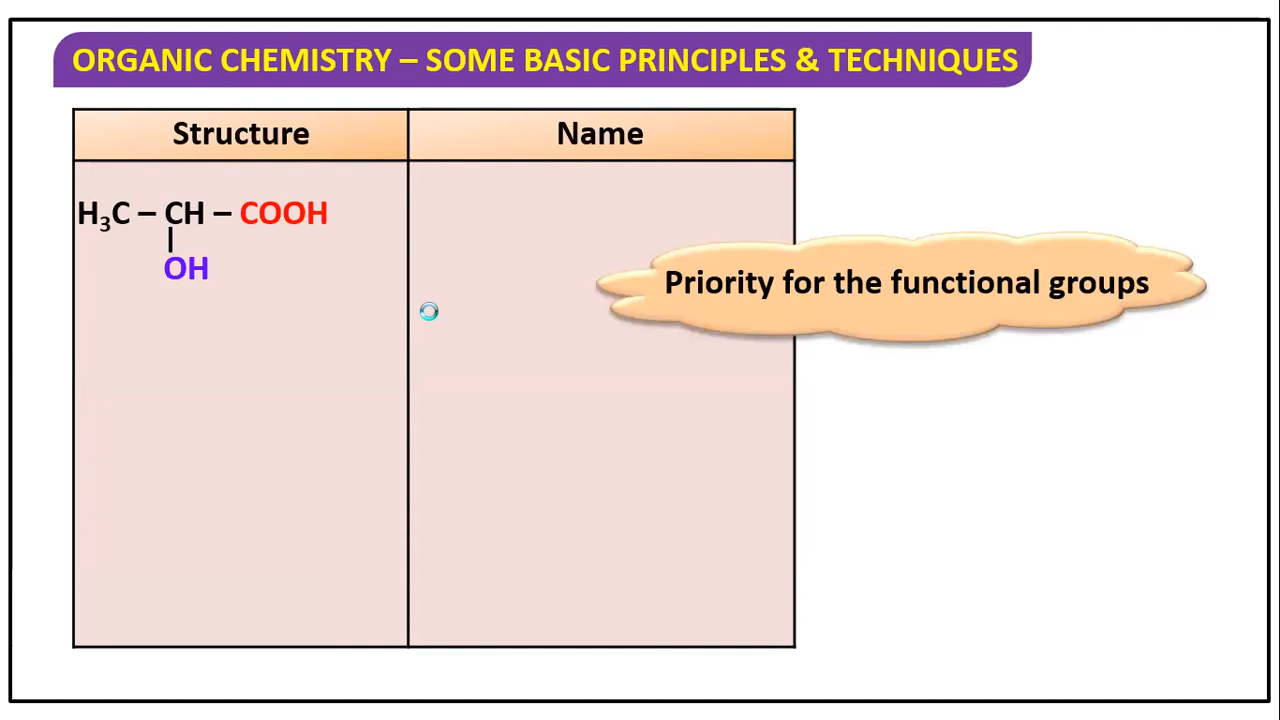 ORGANIC CHEMISTRY – SOME BASIC PRINCIPLES & TECHNIQUES
Structure Name
H₃C – CH – COOH
OH
Priority for the functional groups